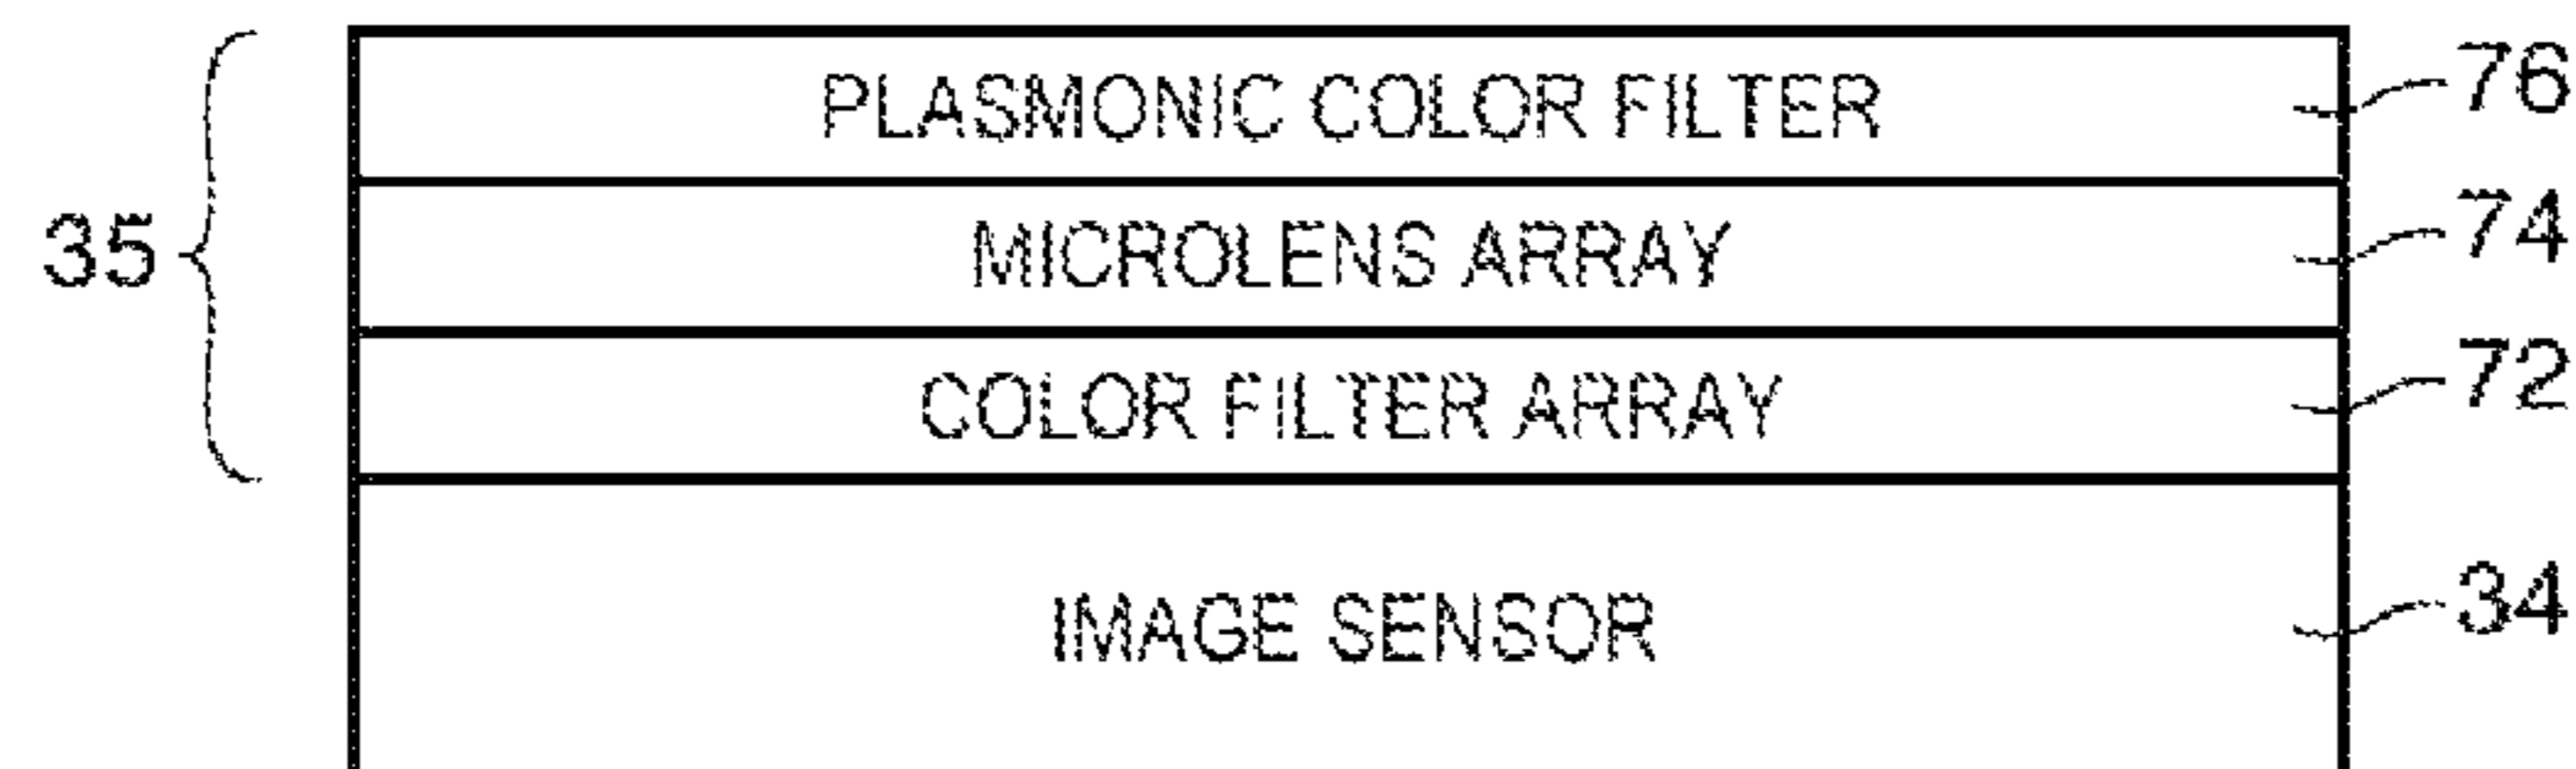 PLASMONIC COLOR FILTER 76
MICROLENS ARRAY 74
35
COLOR FILTER ARRAY 72
IMAGE SENSOR 34